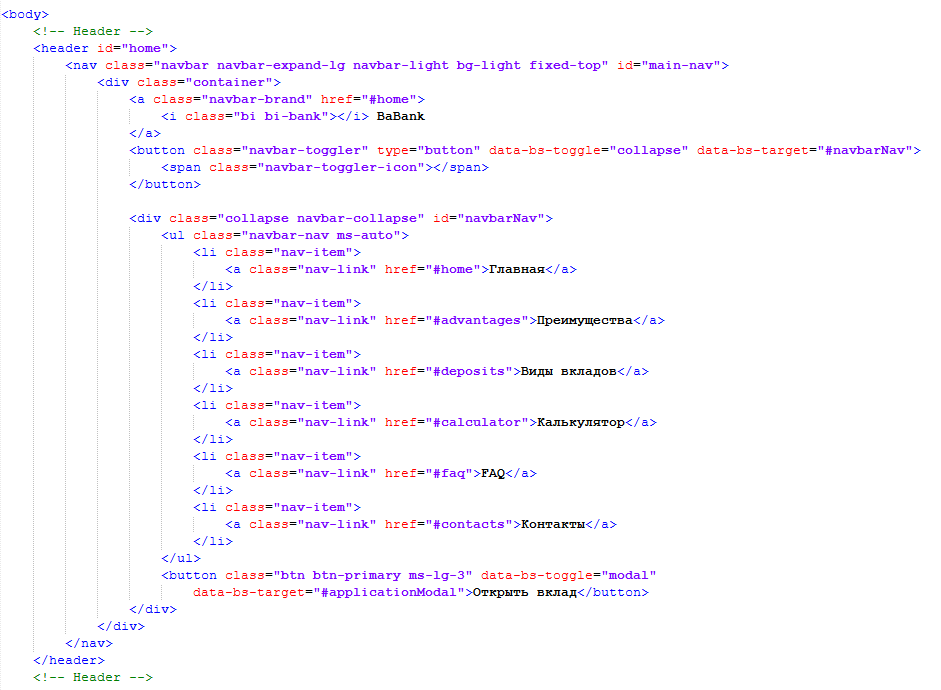 <body>
<!-- Header -->
<header id="home">
<nav class="navbar navbar-expand-lg navbar-light bg-light fixed-top" id="main-nav">
<div class="container">
<a class="navbar-brand" href="#home">
<i class="bi bi-bank"></i> BaBank
</a>
<button class="navbar-toggler" type="button" data-bs-toggle="collapse" data-bs-target="#navbarNav">
<span class="navbar-toggler-icon"></span>
</button>
<div class="collapse navbar-collapse" id="navbarNav">
<ul class="navbar-nav ms-auto">
<li class="nav-item">
<a class="nav-link" href="#home">Главная</a>
</li>
<li class="nav-item">
<a class="nav-link" href="#advantages">Преимущества</a>
</li>
<li class="nav-item">
<a class="nav-link" href="#deposits">Виды вкладов</a>
</li>
<li class="nav-item">
<a class="nav-link" href="#calculator">Калькулятор</a>
</li>
<li class="nav-item">
<a class="nav-link" href="#faq">FAQ</a>
</li>
<li class="nav-item">
<a class="nav-link" href="#contacts">Контакты</a>
</li>
</ul>
<button class="btn btn-primary ms-lg-3" data-bs-toggle="modal"
data-bs-target="#applicationModal">Открыть вклад</button>
</div>
</div>
</nav>
</header>
<!-- Header -->